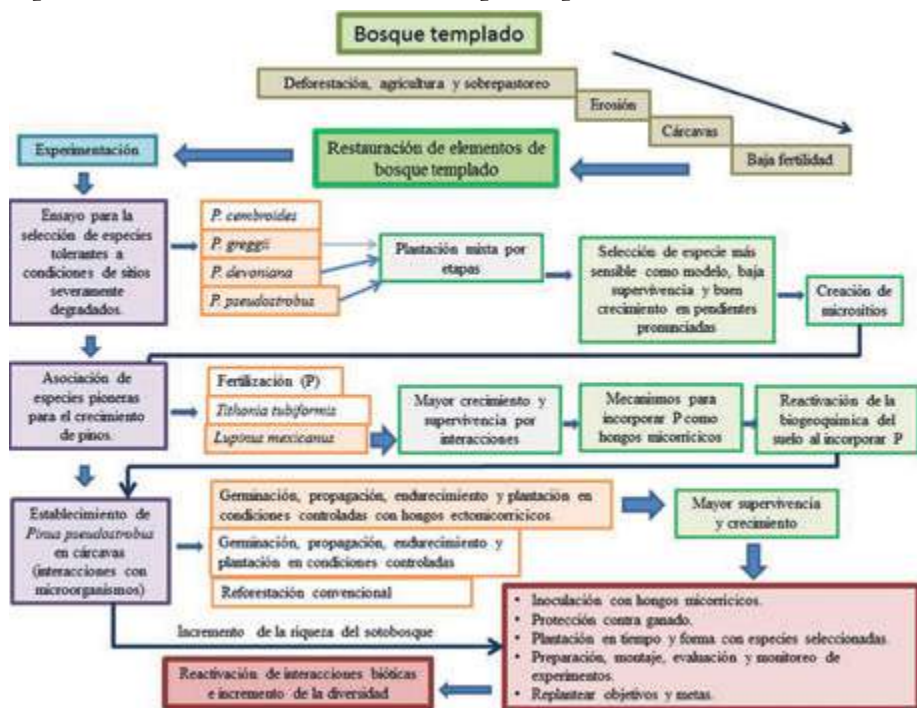 Bosque templado
Deforestación, agricultura y sobrepastoreo
Erosión
Cárcavas
Baja fertilidad
Restauración de elementos de
bosque templado
Experimentación
Ensayo para la
selección de especies
tolerantes a
condiciones de sitios
severamente
degradados.
P. cembroides
P. greggii
P. devoniana
P. pseudostrobus
Plantación mixta por
etapas
Selección de especie más
sensible como modelo, baja
supervivencia y buen
crecimiento en pendientes
pronunciadas
Creación de
micrositios
Asociación de
especies pioneras
para el crecimiento
de pinos.
Fertilización (P)
Tithonia tubiformis
Lupinus mexicanus
Mayor crecimiento y
supervivencia por
interacciones
Mecanismos para
incorporar P como
hongos micorrícicos
Reactivación de la
biogeoquímica del
suelo al incorporar P
Establecimiento de
Pinus pseudostrobus
en cárcavas
(interacciones con
microorganismos)
Germinación, propagación, endurecimiento y plantación en
condiciones controladas con hongos ectomicorrícicos.
Germinación, propagación, endurecimiento y
plantación en condiciones controladas
Reforestación convencional
Mayor supervivencia
y crecimiento
Incremento de la riqueza del sotobosque
• Inoculación con hongos micorrícicos.
• Protección contra ganado.
• Plantación en tiempo y forma con especies seleccionadas.
• Preparación, montaje, evaluación y monitoreo de
experimentos.
• Replantear objetivos y metas.
Reactivación de interacciones bióticas
e incremento de la diversidad